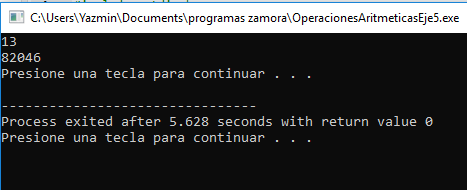 C:\Users\Yazmin\Documents\programas zamora\OperacionesAritmeticasEje5.exe
13
82046
Presione una tecla para continuar . . .
--------------------------------
Process exited after 5.628 seconds with return value 0
Presione una tecla para continuar . . .